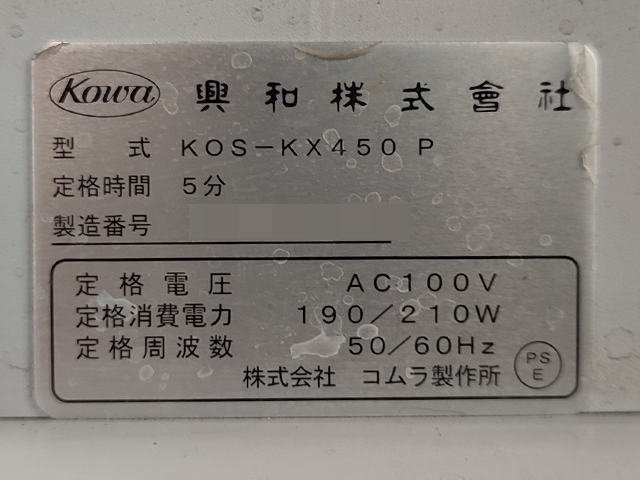 Kowa 興和株式會社
型 式 KOS-KX450 P
定格時間 5分
製造番号
定格電圧 AC100V
定格消費電力 190/210W
定格周波数 50/60Hz
株式会社 コムラ製作所 PS E